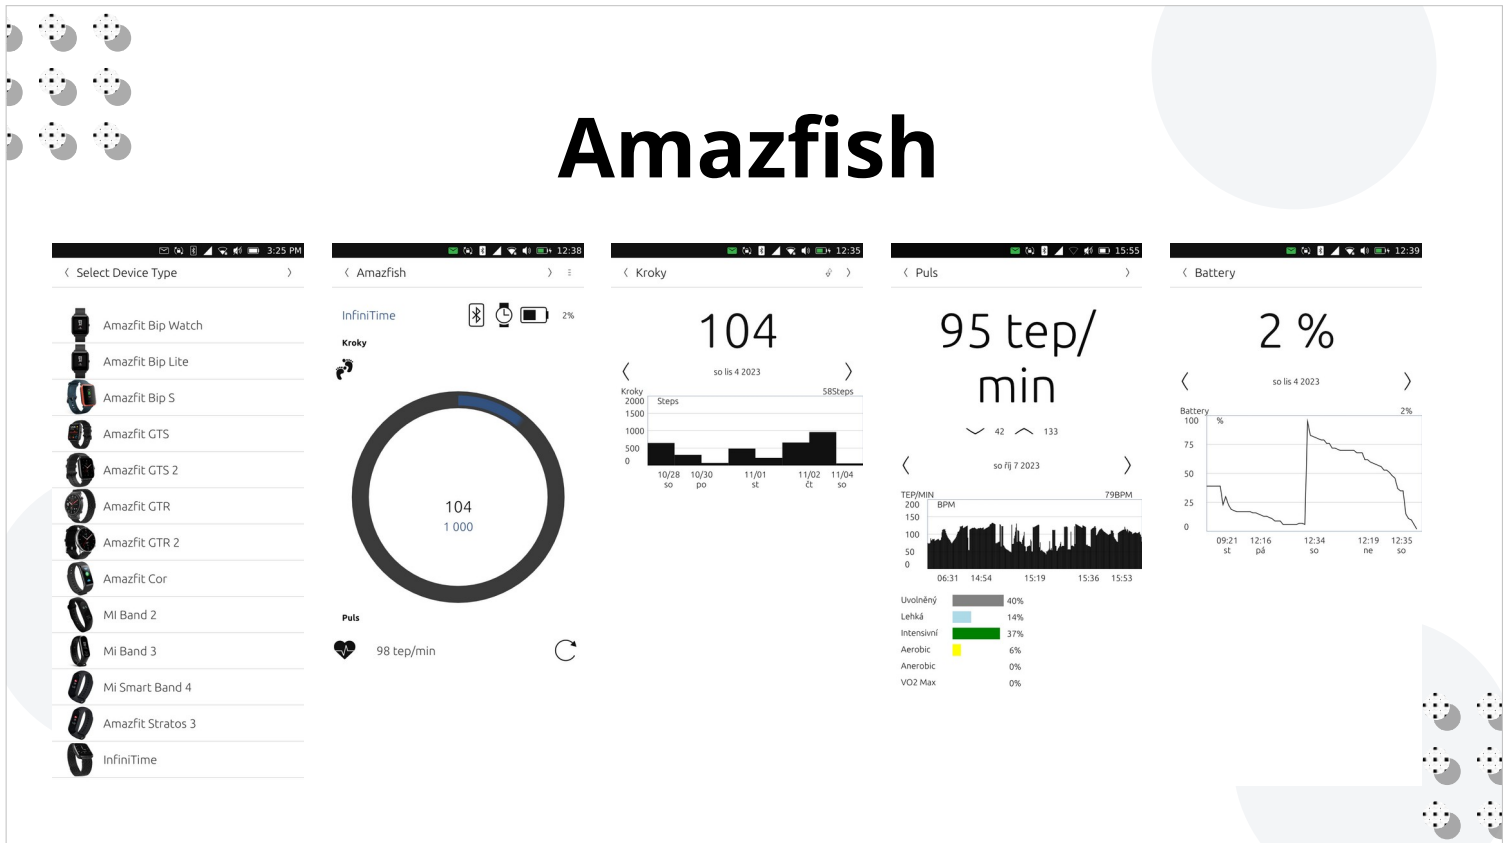 Amazfish
3:25 PM
Select Device Type
Amazfit Bip Watch
Amazfit Bip Lite
Amazfit Bip S
Amazfit GTS
Amazfit GTS 2
Amazfit GTR
Amazfit GTR 2
Amazfit Cor
MI Band 2
Mi Band 3
Mi Smart Band 4
Amazfit Stratos 3
InfiniTime
12:38
Amazfish
InfiniTime 2%
Kroky
104
1 000
Puls
98 tep/min
12:35
Kroky
104
so lis 4 2023
Kroky 58Steps
2000 Steps
1500
1000
500
0
10/28 10/30 11/01 11/02 11/04
so po st čt so
15:55
Puls
95 tep/
min
42 133
so říj 7 2023
TEP/MIN 79BPM
200 BPM
150
100
50
0
06:31 14:54 15:19 15:36 15:53
Uvolněný 40%
Lehká 14%
Intensivní 37%
Aerobic 6%
Anerobic 0%
VO2 Max 0%
12:39
Battery
2 %
so lis 4 2023
Battery 2%
100 %
75
50
25
0
09:21 12:16 12:34 12:19 12:35
st pá so ne so